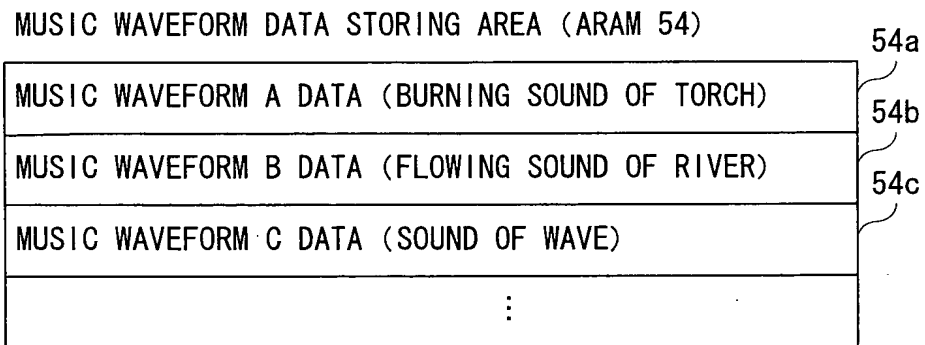 MUSIC WAVEFORM DATA STORING AREA (ARAM 54)
54a
MUSIC WAVEFORM A DATA (BURNING SOUND OF TORCH)
54b
MUSIC WAVEFORM B DATA (FLOWING SOUND OF RIVER)
54c
MUSIC WAVEFORM C DATA (SOUND OF WAVE)
⋮